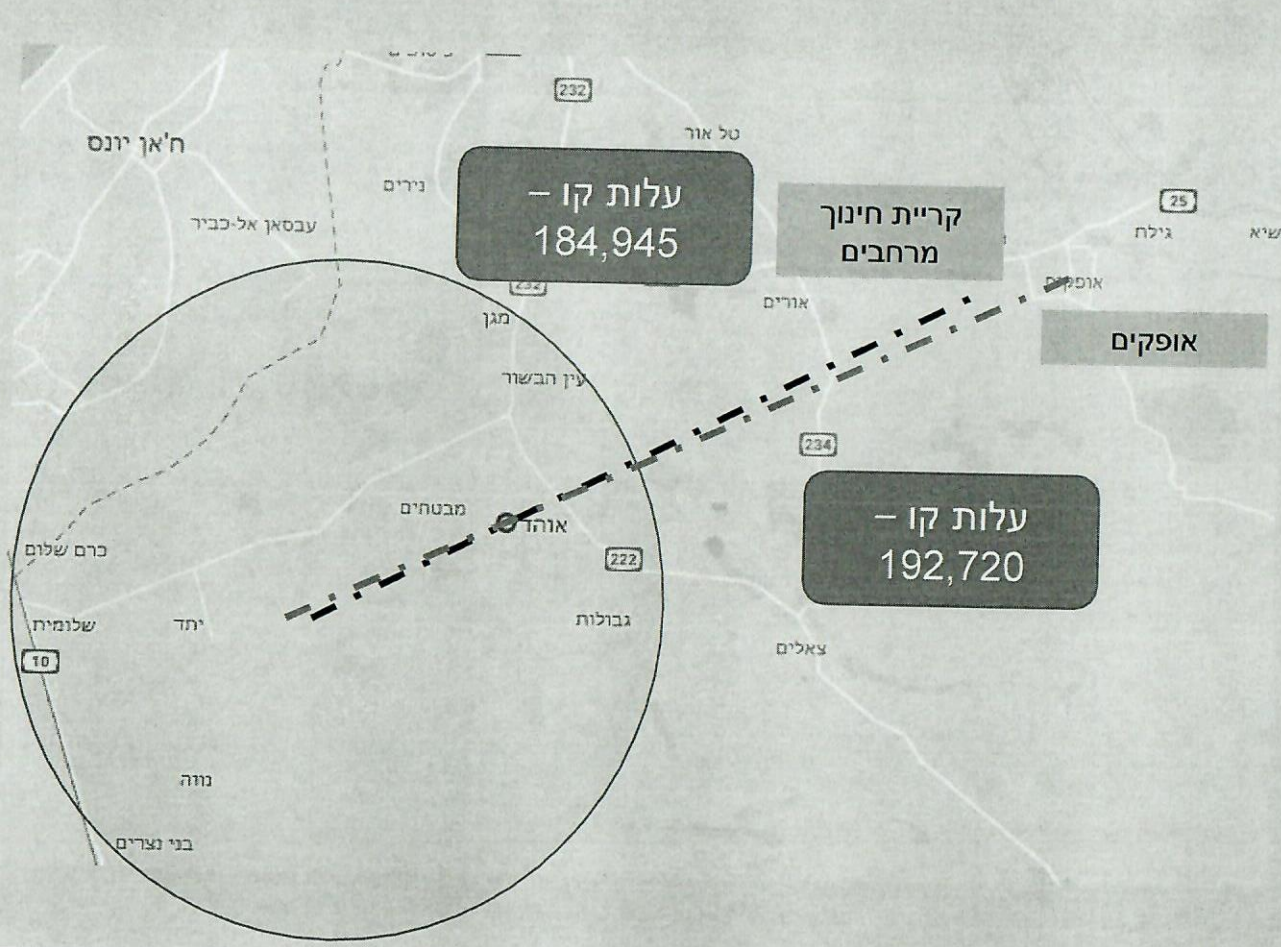 232
טל אור
ח'אן יונס
עלות קו –
184,945
נירים
קריית חינוך
מרחבים
25
עבסאן אל-כביר
גילת
שיא
אופקים
אורים
232
מגן
אופקים
עין הבשור
234
עלות קו –
192,720
מבטחים
אוהד
כרם שלום
222
שלומית
יתד
גבולות
צאלים
10
נווה
בני נצרים